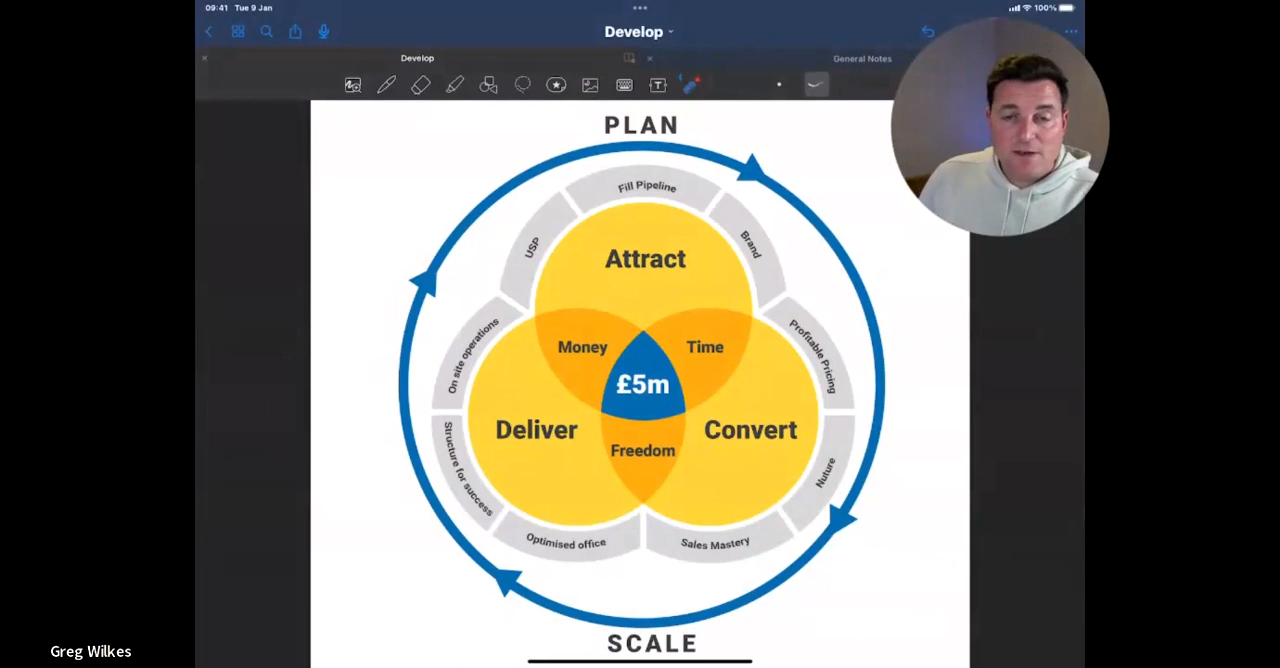 09:41 Tue 9 Jan
100%
Develop
Develop
General Notes
T
PLAN
Fill Pipeline
USP
Brand
Attract
On site operations
Profitable Pricing
Money
Time
£5m
Deliver
Convert
Freedom
Structure for success
Nuture
Optimised office
Sales Mastery
SCALE
Greg Wilkes